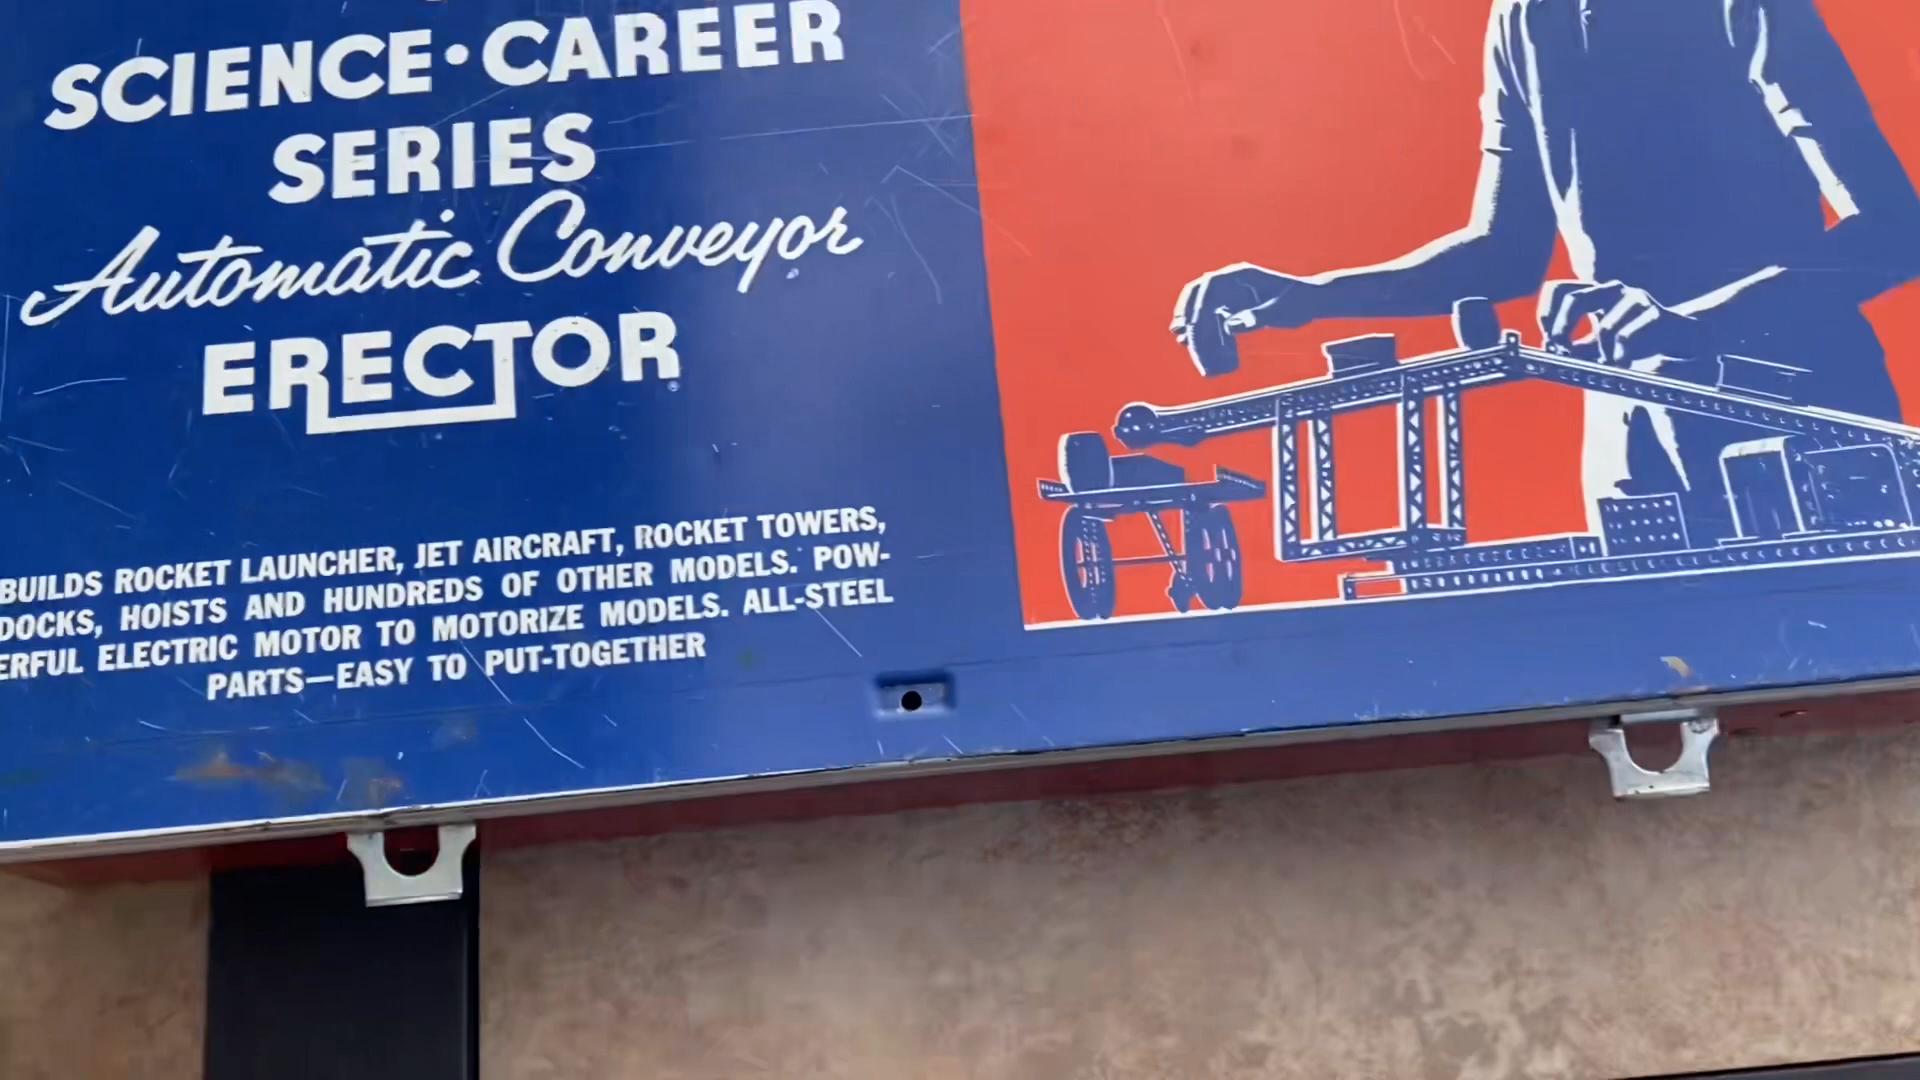 SCIENCE•CAREER
SERIES
Automatic Conveyor
ERECTOR
BUILDS ROCKET LAUNCHER, JET AIRCRAFT, ROCKET TOWERS,
DOCKS, HOISTS AND HUNDREDS OF OTHER MODELS. POW-
ERFUL ELECTRIC MOTOR TO MOTORIZE MODELS. ALL-STEEL
PARTS—EASY TO PUT-TOGETHER